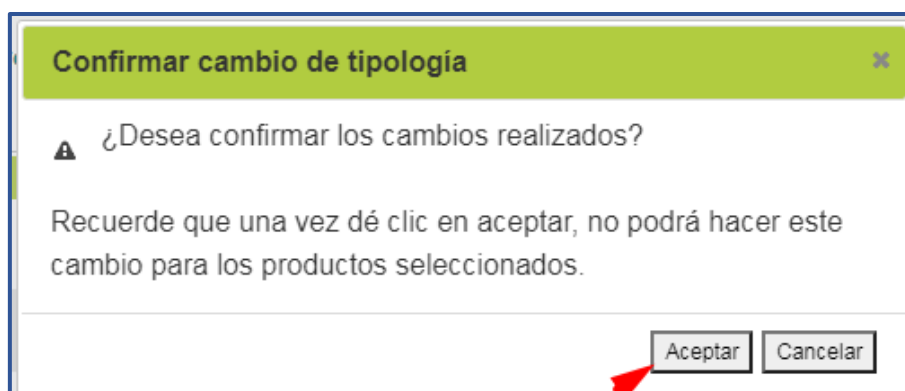 Confirmar cambio de tipología
¿Desea confirmar los cambios realizados?
Recuerde que una vez dé clic en aceptar, no podrá hacer este
cambio para los productos seleccionados.
Aceptar Cancelar